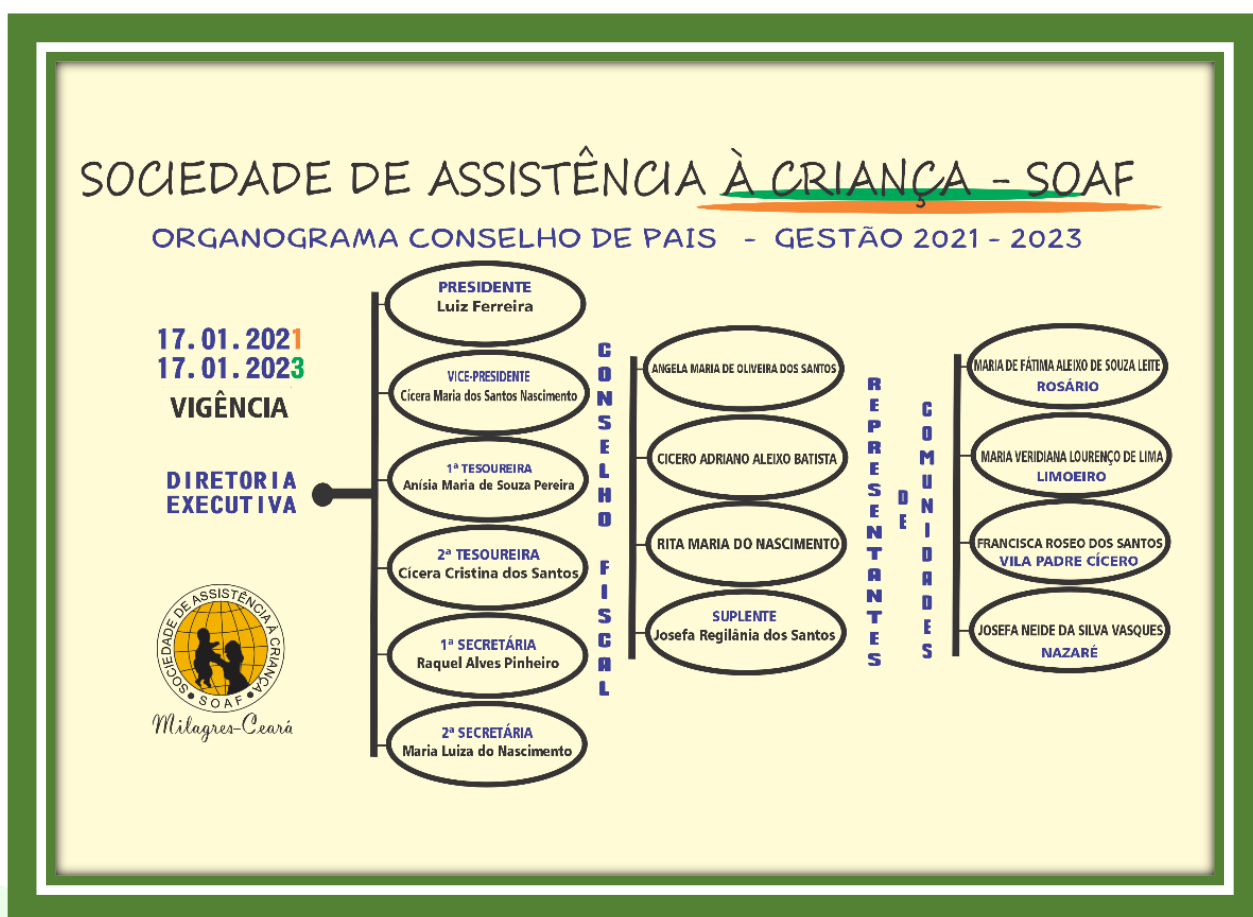 SOCIEDADE DE ASSISTÊNCIA À CRIANÇA - SOAF
ORGANOGRAMA CONSELHO DE PAIS - GESTÃO 2021 - 2023
17.01.2021
17.01.2023
VIGÊNCIA
DIRETORIA
EXECUTIVA
SOCIEDADE DE ASSISTÊNCIA À CRIANÇA
• SOAF •
Milagres-Ceará
PRESIDENTE
Luiz Ferreira
VICE-PRESIDENTE
Cícera Maria dos Santos Nascimento
1ª TESOUREIRA
Anísia Maria de Souza Pereira
2ª TESOUREIRA
Cícera Cristina dos Santos
1ª SECRETÁRIA
Raquel Alves Pinheiro
2ª SECRETÁRIA
Maria Luiza do Nascimento
CONSELHO FISCAL
ANGELA MARIA DE OLIVEIRA DOS SANTOS
CICERO ADRIANO ALEIXO BATISTA
RITA MARIA DO NASCIMENTO
SUPLENTE
Josefa Regilânia dos Santos
REPRESENTANTES
DE
COMUNIDADES
MARIA DE FÁTIMA ALEIXO DE SOUZA LEITE
ROSÁRIO
MARIA VERIDIANA LOURENÇO DE LIMA
LIMOEIRO
FRANCISCA ROSEO DOS SANTOS
VILA PADRE CÍCERO
JOSEFA NEIDE DA SILVA VASQUES
NAZARÉ